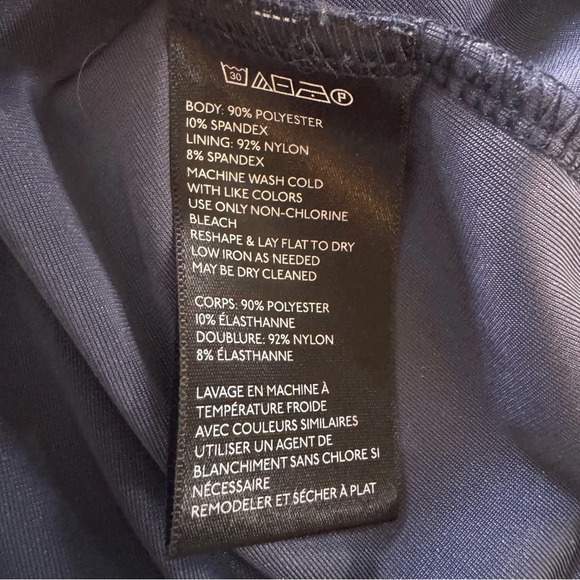 30 P
BODY: 90% POLYESTER
10% SPANDEX
LINING: 92% NYLON
8% SPANDEX
MACHINE WASH COLD
WITH LIKE COLORS
USE ONLY NON-CHLORINE
BLEACH
RESHAPE & LAY FLAT TO DRY
LOW IRON AS NEEDED
MAY BE DRY CLEANED
CORPS: 90% POLYESTER
10% ÉLASTHANNE
DOUBLURE: 92% NYLON
8% ÉLASTHANNE
LAVAGE EN MACHINE À
TEMPÉRATURE FROIDE
AVEC COULEURS SIMILAIRES
UTILISER UN AGENT DE
BLANCHIMENT SANS CHLORE SI
NÉCESSAIRE
REMODELER ET SÉCHER À PLAT